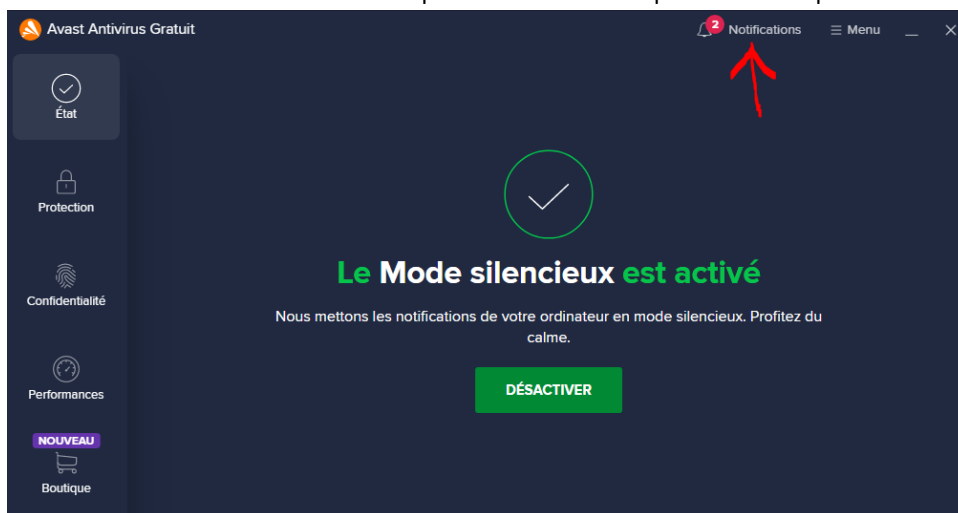 Avast Antivirus Gratuit
2 Notifications
Menu
État
Protection
Confidentialité
Performances
NOUVEAU
Boutique
Le Mode silencieux est activé
Nous mettons les notifications de votre ordinateur en mode silencieux. Profitez du
calme.
DÉSACTIVER